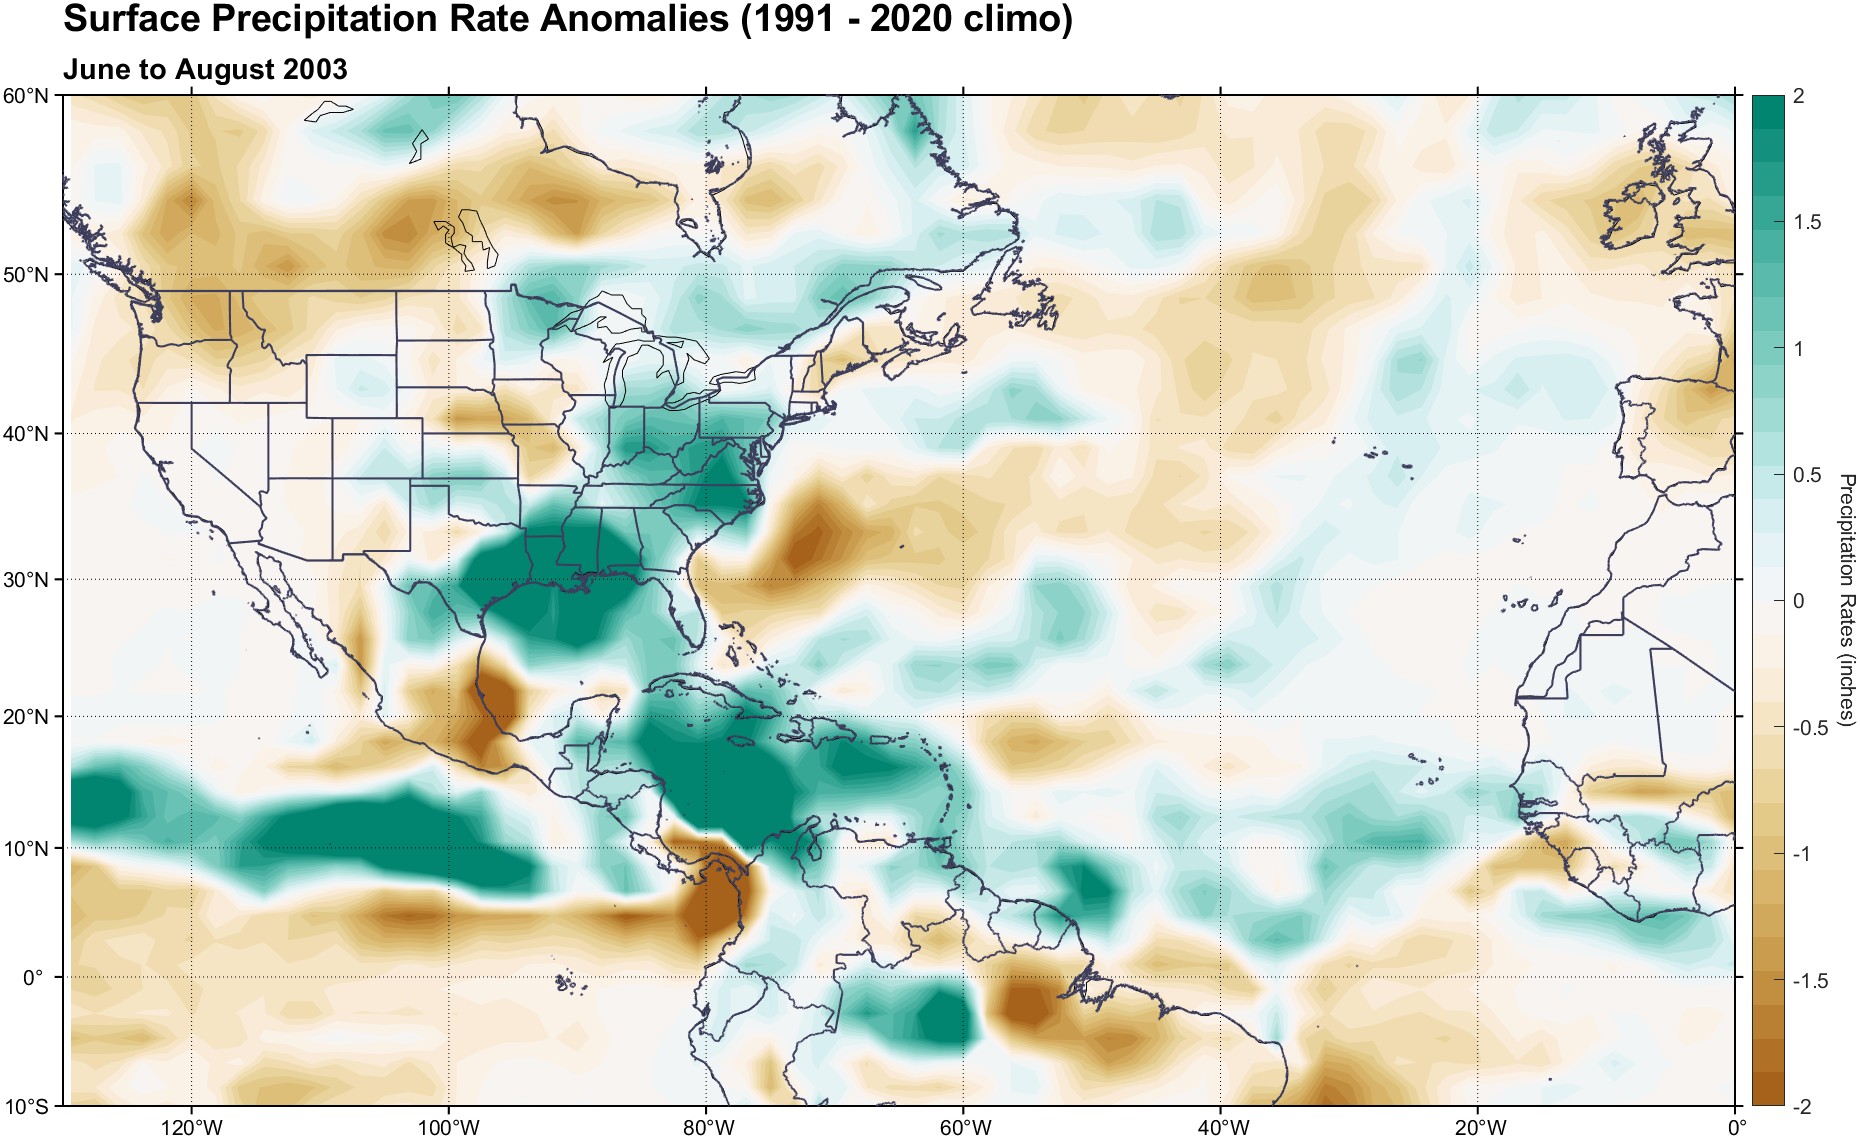 Surface Precipitation Rate Anomalies (1991 - 2020 climo)
June to August 2003
60°N
50°N
40°N
30°N
20°N
10°N
0°
10°S
120°W
100°W
80°W
60°W
40°W
20°W
0°
2
1.5
1
0.5
0
-0.5
-1
-1.5
-2
Precipitation Rates (inches)